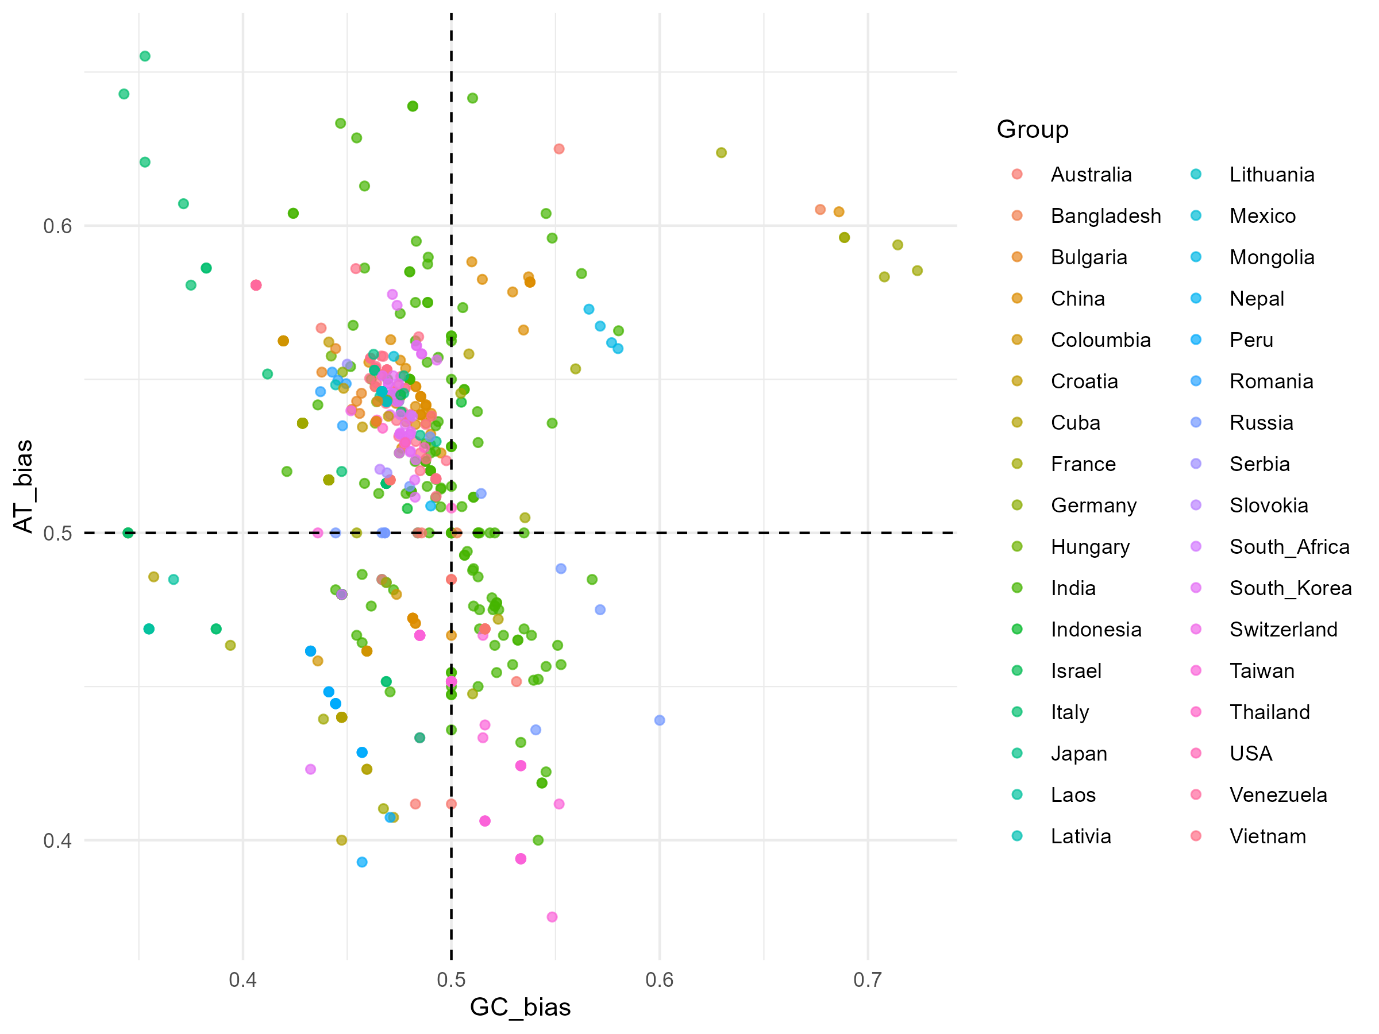 0.6
0.5
0.4
AT_bias
0.4
0.5
0.6
0.7
GC_bias
Group
Australia
Bangladesh
Bulgaria
China
Coloumbia
Croatia
Cuba
France
Germany
Hungary
India
Indonesia
Israel
Italy
Japan
Laos
Lativia
Lithuania
Mexico
Mongolia
Nepal
Peru
Romania
Russia
Serbia
Slovokia
South_Africa
South_Korea
Switzerland
Taiwan
Thailand
USA
Venezuela
Vietnam